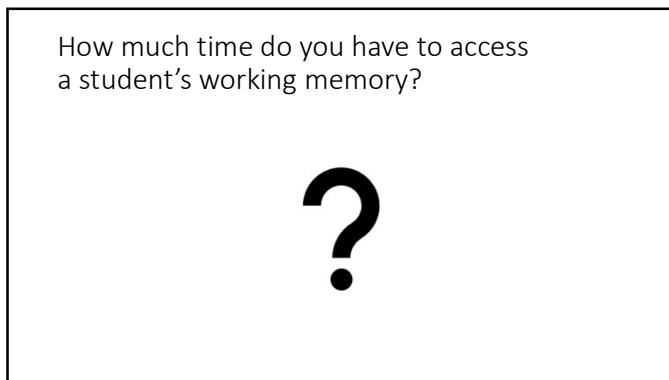 How much time do you have to access
a student’s working memory?
?